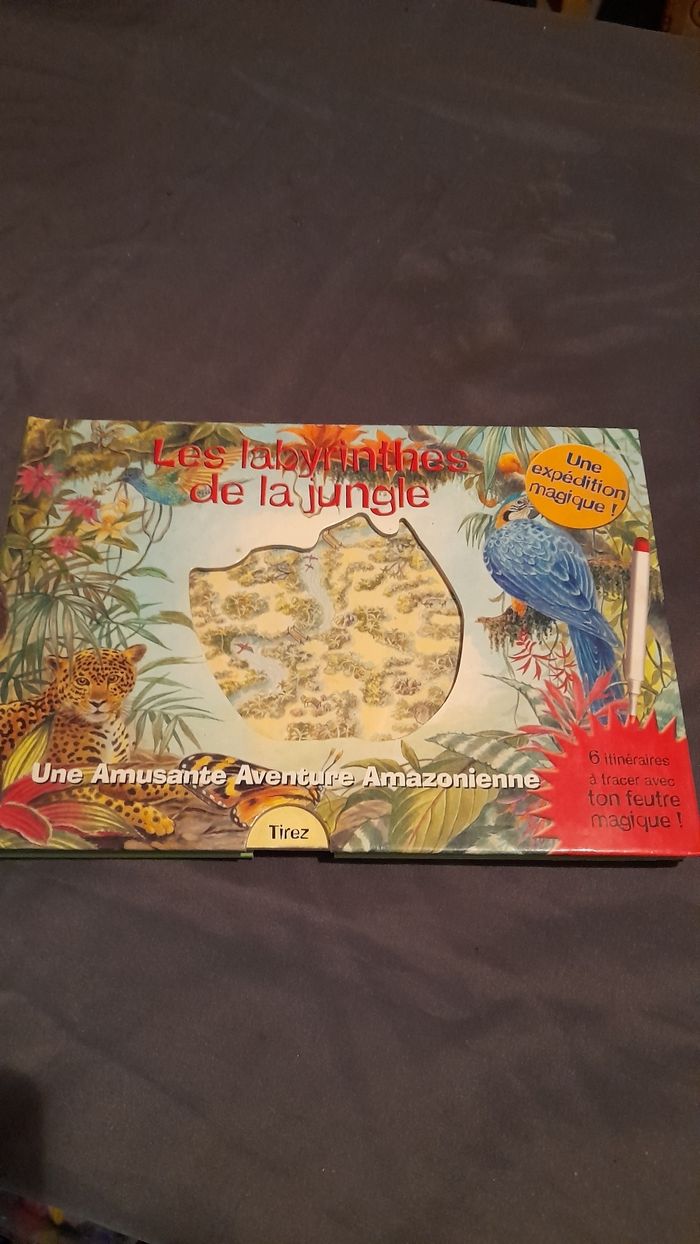 Les labyrinthes
de la jungle
Une
expédition
magique !
Une Amusante Aventure Amazonienne
Tirez
6 itinéraires
à tracer avec
ton feutre
magique !